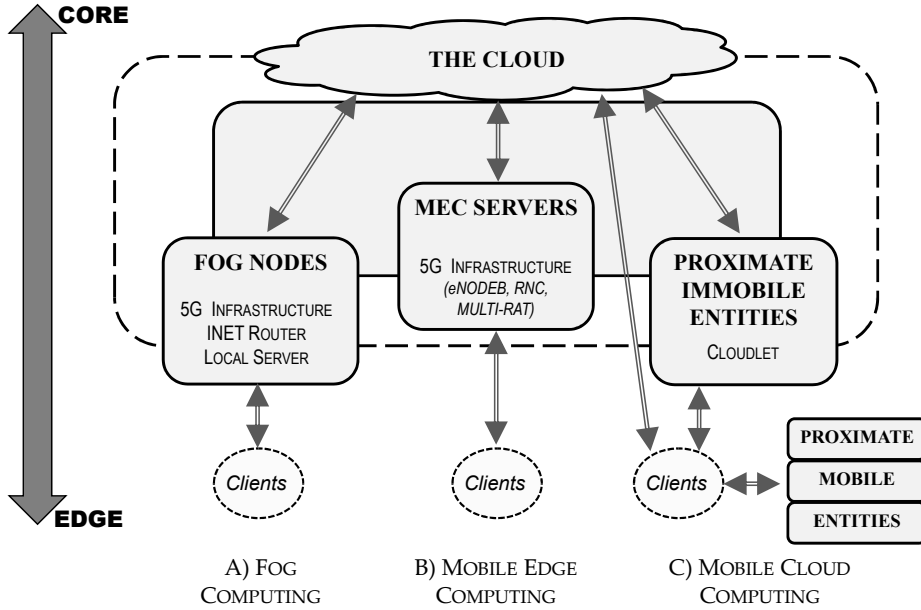 CORE
THE CLOUD
MEC SERVERS
5G INFRASTRUCTURE
(eNODEB, RNC,
MULTI-RAT)
FOG NODES
5G INFRASTRUCTURE
INET ROUTER
LOCAL SERVER
PROXIMATE
IMMOBILE
ENTITIES
CLOUDLET
Clients
Clients
Clients
PROXIMATE
MOBILE
ENTITIES
EDGE
A) FOG
COMPUTING
B) MOBILE EDGE
COMPUTING
C) MOBILE CLOUD
COMPUTING